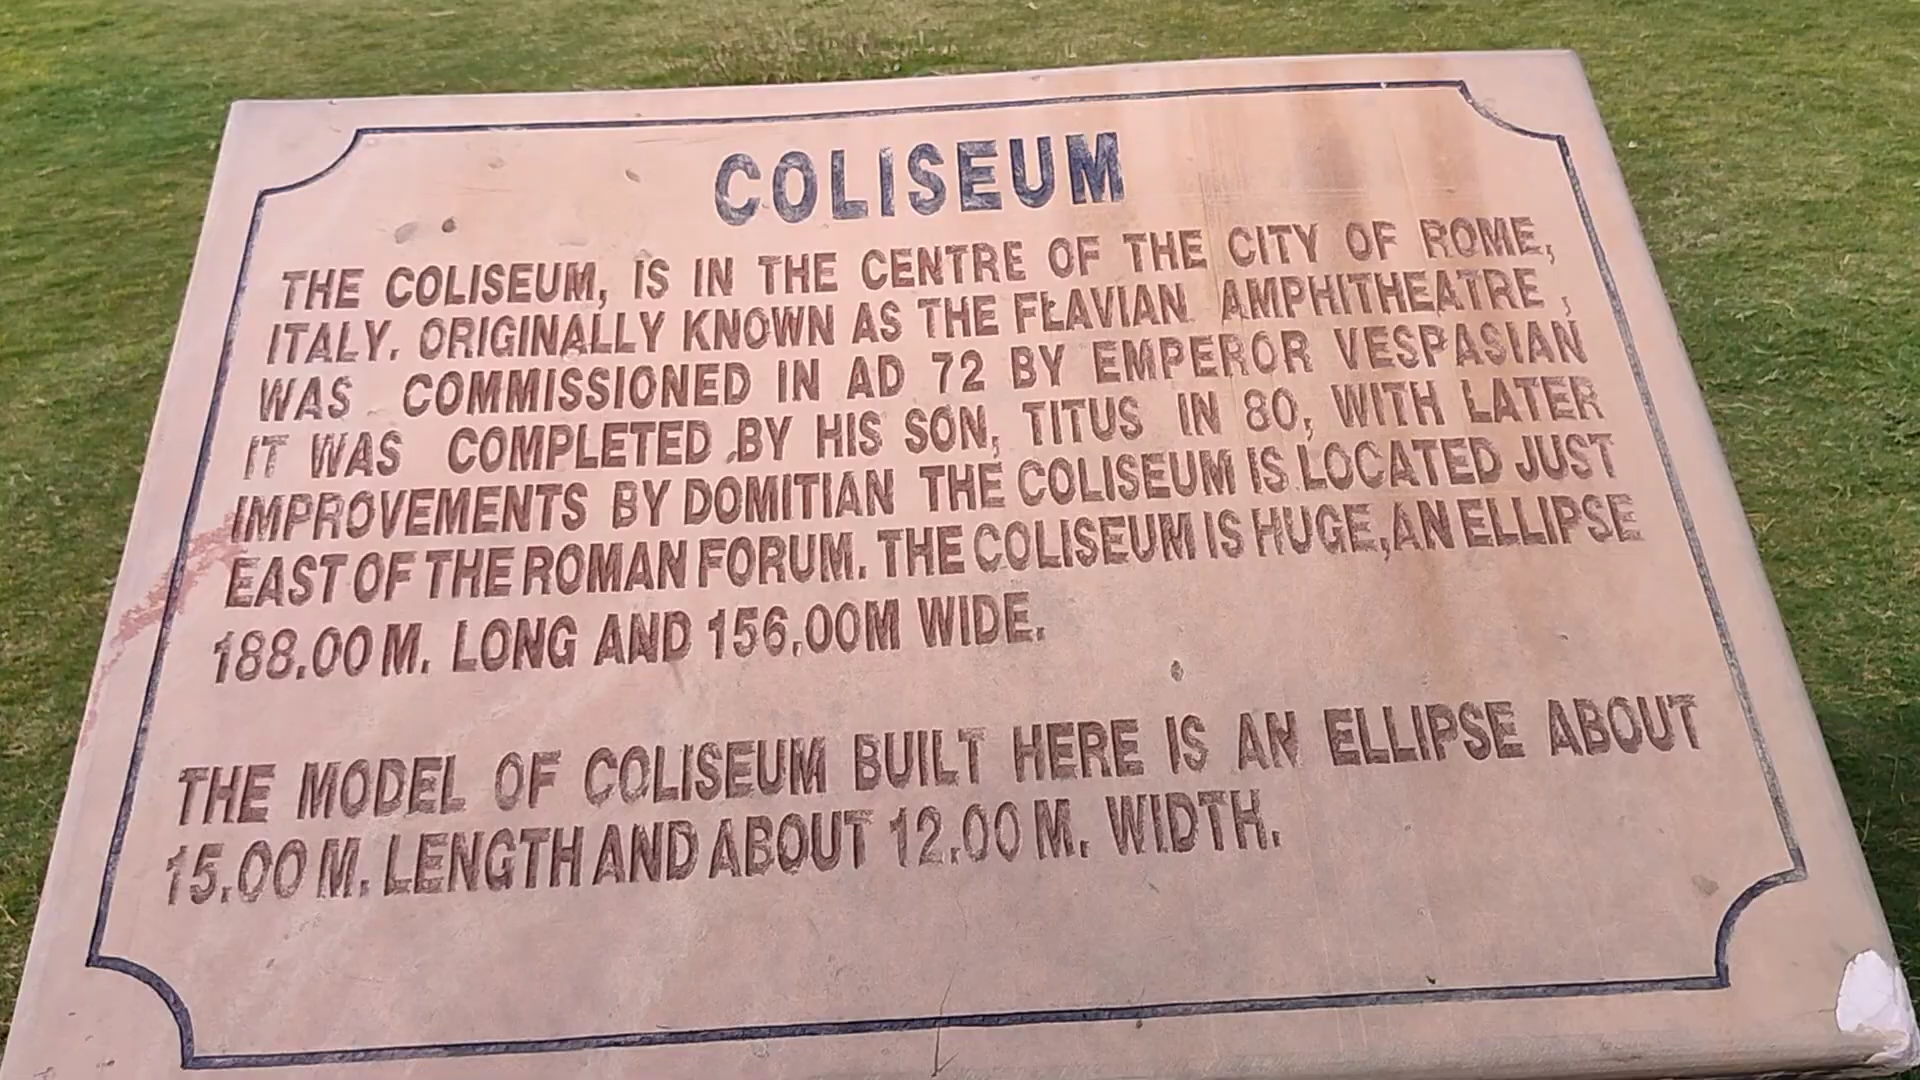 COLISEUM
THE COLISEUM, IS IN THE CENTRE OF THE CITY OF ROME,
ITALY. ORIGINALLY KNOWN AS THE FLAVIAN AMPHITHEATRE,
WAS COMMISSIONED IN AD 72 BY EMPEROR VESPASIAN
IT WAS COMPLETED BY HIS SON, TITUS IN 80, WITH LATER
IMPROVEMENTS BY DOMITIAN THE COLISEUM IS LOCATED JUST
EAST OF THE ROMAN FORUM. THE COLISEUM IS HUGE, AN ELLIPSE
188.00 M. LONG AND 156.00M WIDE.
THE MODEL OF COLISEUM BUILT HERE IS AN ELLIPSE ABOUT
15.00 M. LENGTH AND ABOUT 12.00 M. WIDTH.